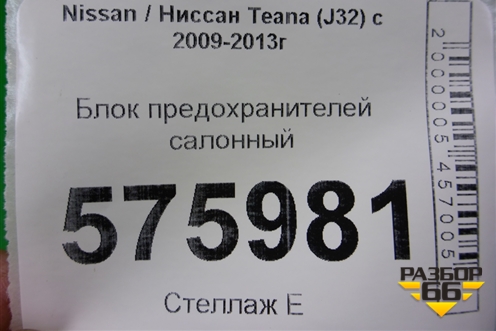 Nissan / Ниссан Teana (J32) с
2009-2013г
Блок предохранителей
салонный
575981
Стеллаж Е
2000005457005
РАЗБОР
66